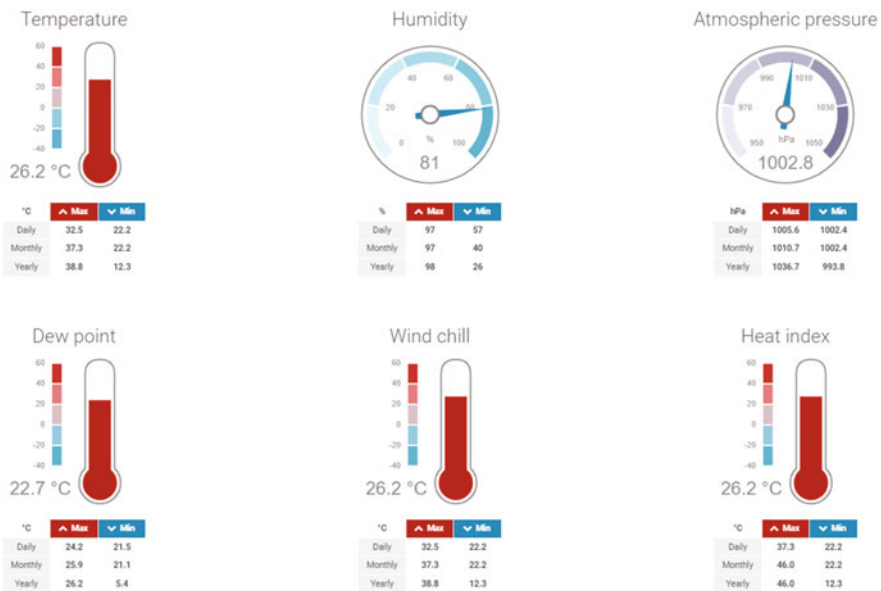 Temperature
60
40
20
0
-20
-40
26.2 °C
°C Max Min
Daily 32.5 22.2
Monthly 37.3 22.2
Yearly 38.8 12.3
Humidity
40 60
20 80
0 % 100
81
% Max Min
Daily 97 57
Monthly 97 40
Yearly 98 26
Atmospheric pressure
990 1010
970 1030
950 hPa 1050
1002.8
hPa Max Min
Daily 1005.6 1002.4
Monthly 1010.7 1002.4
Yearly 1036.7 993.8
Dew point
60
40
20
0
-20
-40
22.7 °C
°C Max Min
Daily 24.2 21.5
Monthly 25.9 21.1
Yearly 26.2 5.4
Wind chill
60
40
20
0
-20
-40
26.2 °C
°C Max Min
Daily 32.5 22.2
Monthly 37.3 22.2
Yearly 38.8 12.3
Heat index
60
40
20
0
-20
-40
26.2 °C
°C Max Min
Daily 37.3 22.2
Monthly 46.0 22.2
Yearly 46.0 12.3